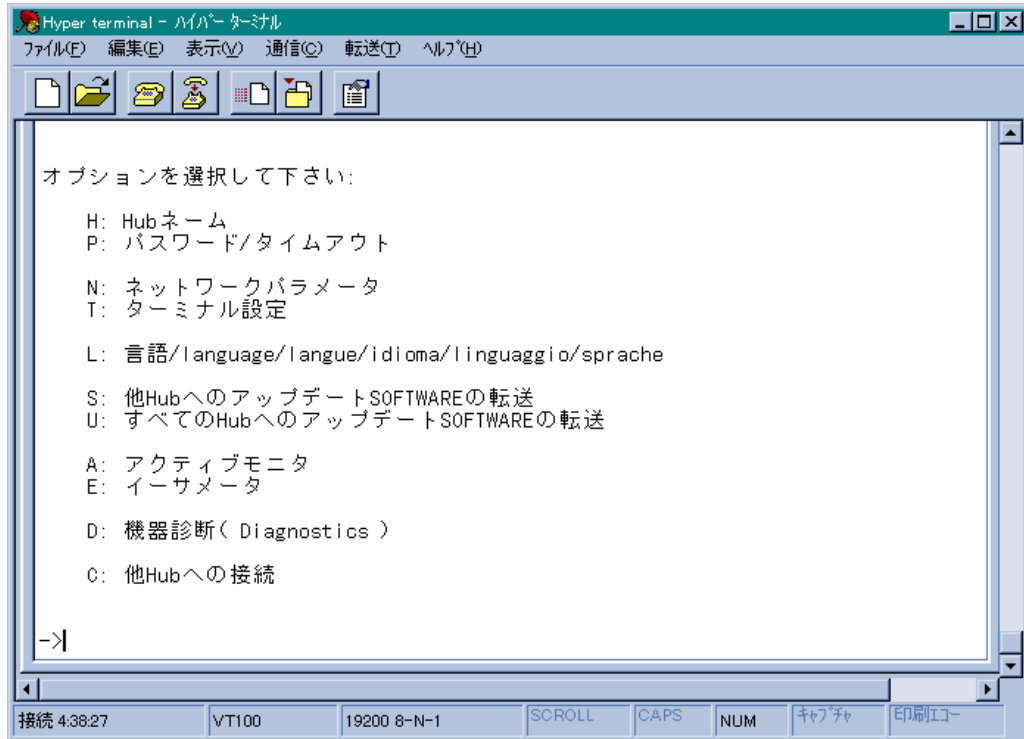 Hyper terminal - ﾊｲﾊﾟｰ ﾀｰﾐﾅﾙ
ﾌｧｲﾙ(F) 編集(E) 表示(V) 通信(C) 転送(T) ﾍﾙﾌﾟ(H)
オプションを選択して下さい:
H: Hubネーム
P: パスワード/タイムアウト
N: ネットワークパラメータ
T: ターミナル設定
L: 言語/language/langue/idioma/linguaggio/sprache
S: 他HubへのアップデートSOFTWAREの転送
U: すべてのHubへのアップデートSOFTWAREの転送
A: アクティブモニタ
E: イーサメータ
D: 機器診断( Diagnostics )
C: 他Hubへの接続
->
接続 4:38:27 VT100 19200 8-N-1 SCROLL CAPS NUM ｷｬﾌﾟﾁｬ 印刷ｴｺｰ